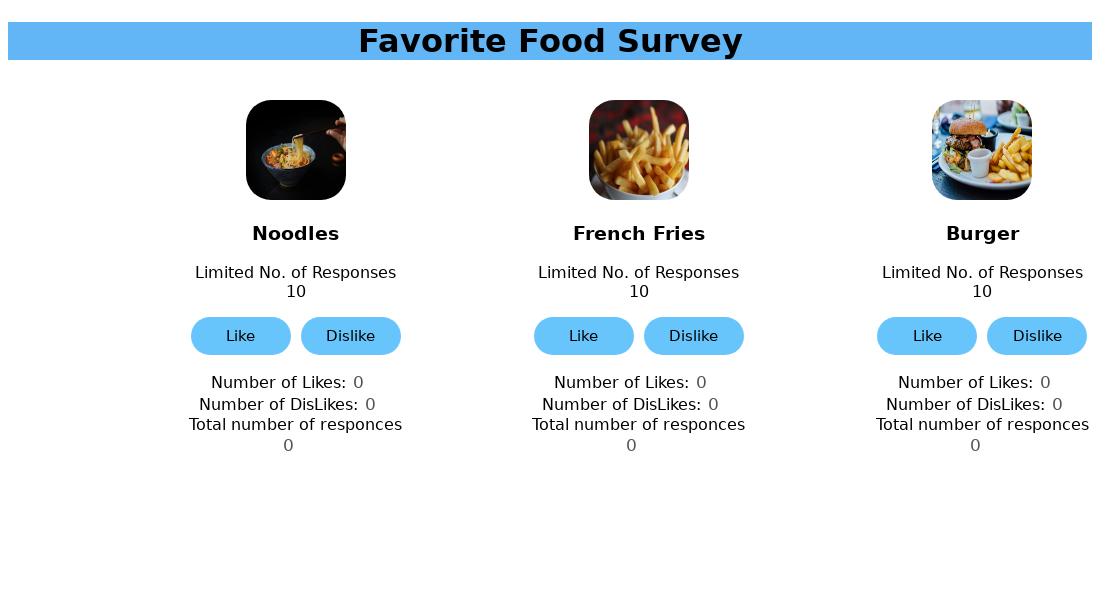 Favorite Food Survey
Noodles
Limited No. of Responses
10
Like
Dislike
Number of Likes: 0
Number of DisLikes: 0
Total number of responces
0
French Fries
Limited No. of Responses
10
Like
Dislike
Number of Likes: 0
Number of DisLikes: 0
Total number of responces
0
Burger
Limited No. of Responses
10
Like
Dislike
Number of Likes: 0
Number of DisLikes: 0
Total number of responces
0